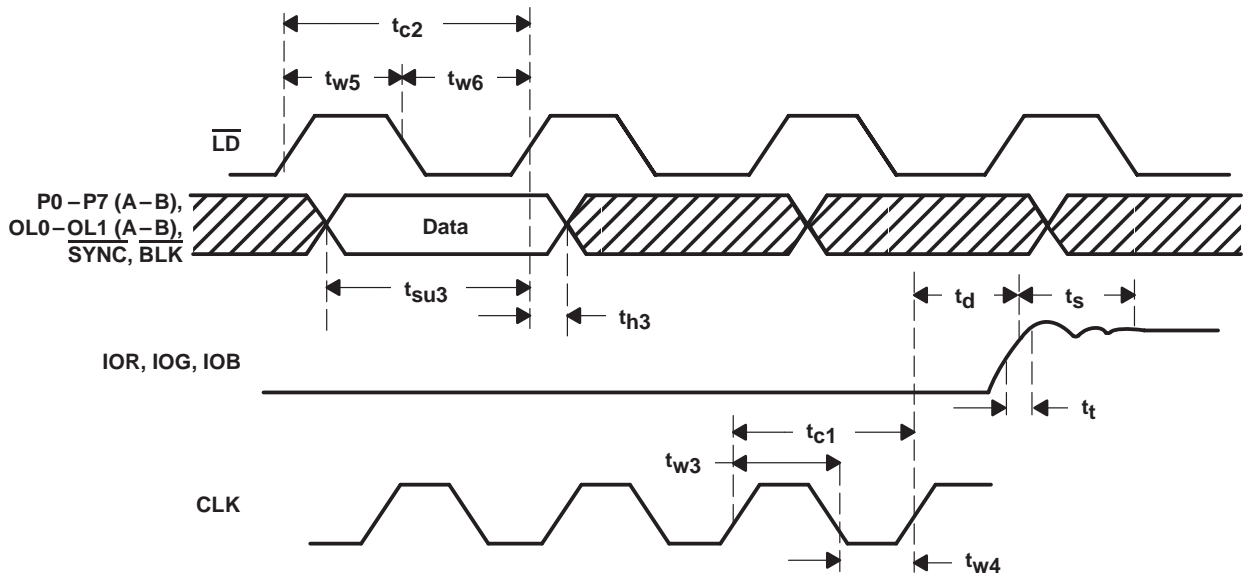 tc2
tw5 tw6
LD
P0–P7 (A–B),
OL0–OL1 (A–B),
SYNC, BLK
Data
tsu3
th3
td ts
IOR, IOG, IOB
tt
tc1
tw3
CLK
tw4